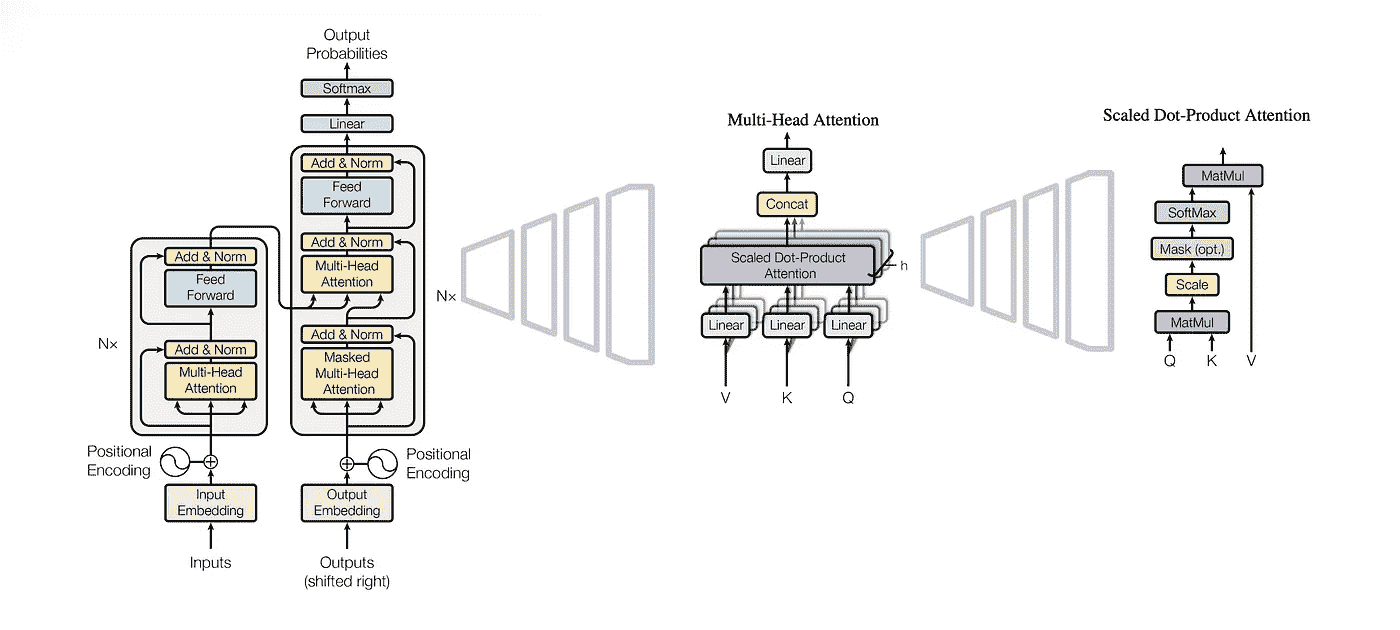 Output
Probabilities
Softmax
Linear
Add & Norm
Feed
Forward
Add & Norm
Multi-Head
Attention
Add & Norm
Masked
Multi-Head
Attention
Nx
Positional
Encoding
Output
Embedding
Outputs
(shifted right)
Add & Norm
Feed
Forward
Nx
Add & Norm
Multi-Head
Attention
Positional
Encoding
Input
Embedding
Inputs
Multi-Head Attention
Linear
Concat
Scaled Dot-Product
Attention
h
Linear Linear Linear
V K Q
Scaled Dot-Product Attention
MatMul
SoftMax
Mask (opt.)
Scale
MatMul
Q K V